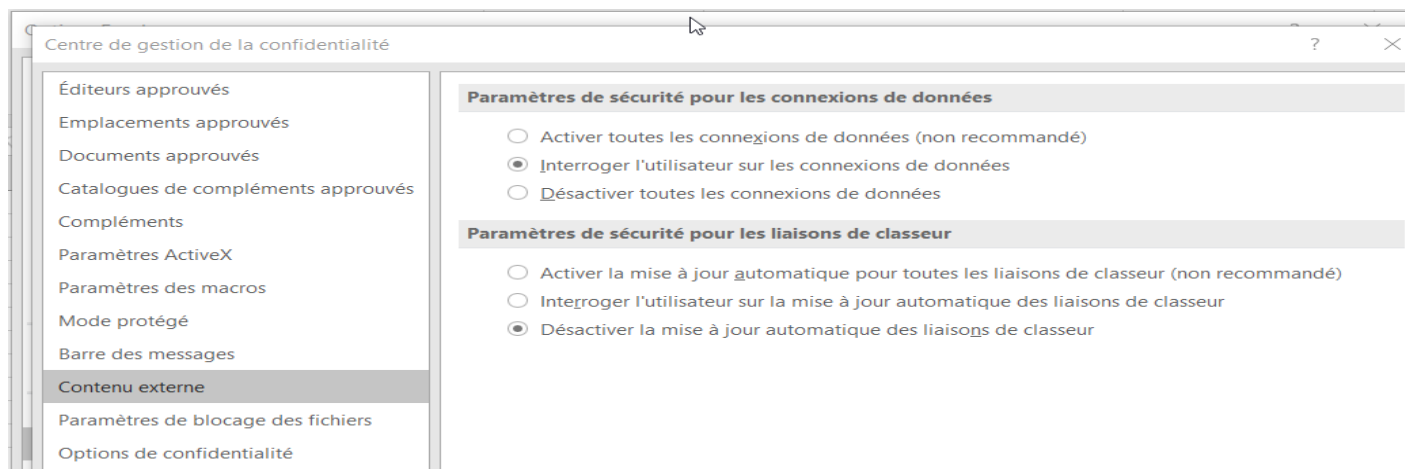 Centre de gestion de la confidentialité
?
Éditeurs approuvés
Emplacements approuvés
Documents approuvés
Catalogues de compléments approuvés
Compléments
Paramètres ActiveX
Paramètres des macros
Mode protégé
Barre des messages
Contenu externe
Paramètres de blocage des fichiers
Options de confidentialité
Paramètres de sécurité pour les connexions de données
Activer toutes les connexions de données (non recommandé)
Interroger l'utilisateur sur les connexions de données
Désactiver toutes les connexions de données
Paramètres de sécurité pour les liaisons de classeur
Activer la mise à jour automatique pour toutes les liaisons de classeur (non recommandé)
Interroger l'utilisateur sur la mise à jour automatique des liaisons de classeur
Désactiver la mise à jour automatique des liaisons de classeur